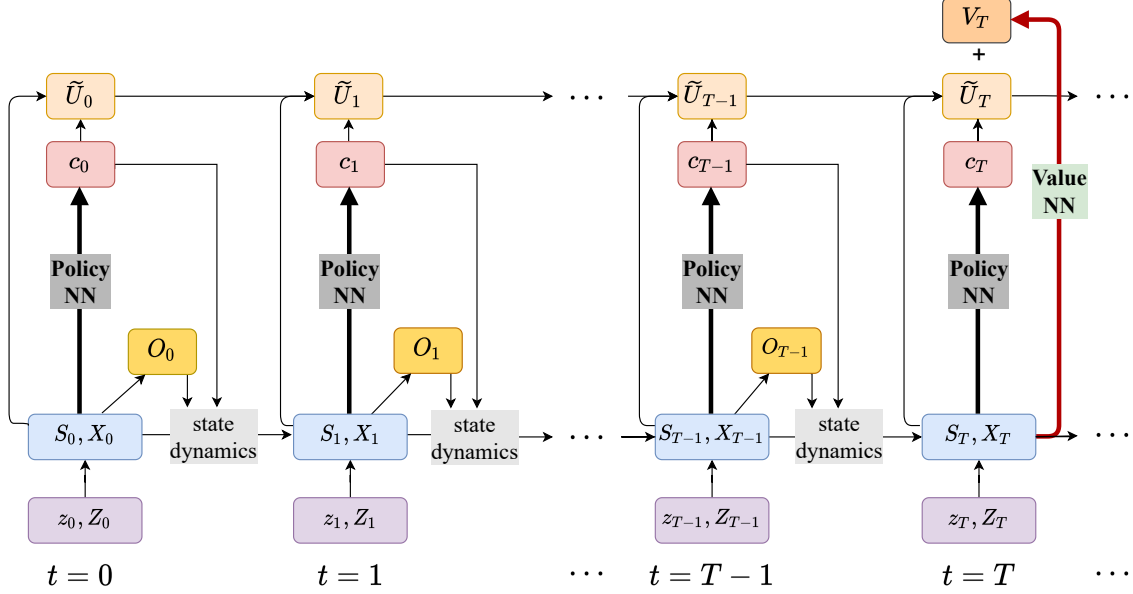 V_T
+
Ũ_0 Ũ_1 ··· Ũ_{T−1} Ũ_T ···
c_0 c_1 c_{T−1} c_T
Value
NN
Policy Policy Policy Policy
NN NN NN NN
O_0 O_1 O_{T−1}
S_0, X_0 S_1, X_1 ··· S_{T−1}, X_{T−1} S_T, X_T ···
state state state
dynamics dynamics dynamics
z_0, Z_0 z_1, Z_1 z_{T−1}, Z_{T−1} z_T, Z_T
t = 0 t = 1 ··· t = T − 1 t = T ···